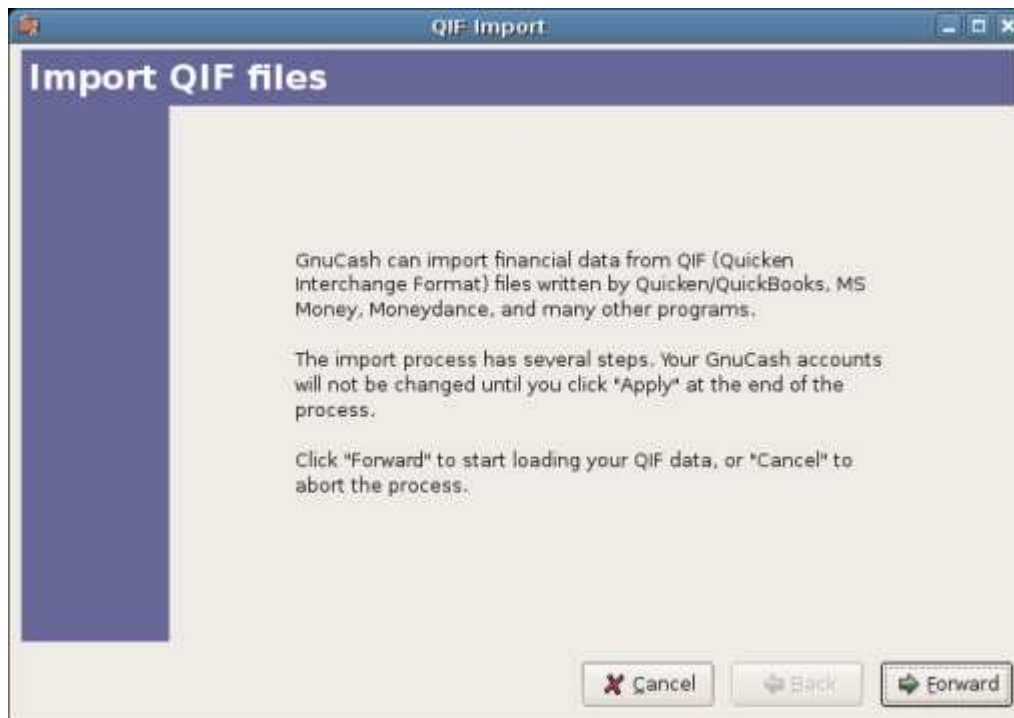 QIF Import
Import QIF files
GnuCash can import financial data from QIF (Quicken
Interchange Format) files written by Quicken/QuickBooks, MS
Money, Moneydance, and many other programs.
The import process has several steps. Your GnuCash accounts
will not be changed until you click "Apply" at the end of the
process.
Click "Forward" to start loading your QIF data, or "Cancel" to
abort the process.
Cancel
Back
Forward